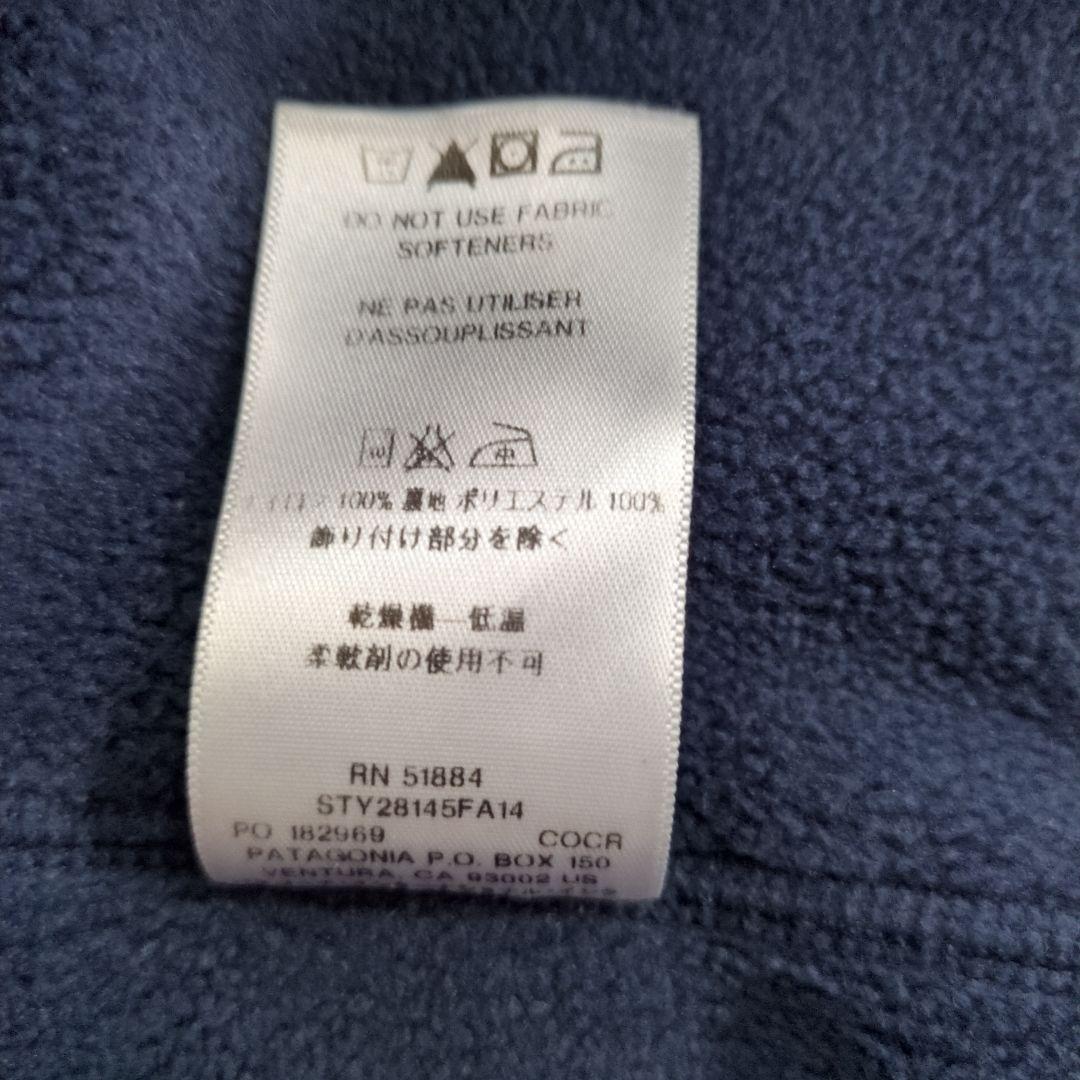 DO NOT USE FABRIC
SOFTENERS
NE PAS UTILISER
D'ASSOUPLISSANT
中
100% 裏地 ポリエステル 100%
飾り付け部分を除く
乾燥機—低温
柔軟剤の使用不可
RN 51884
STY28145FA14
PO 182969 COCR
PATAGONIA P.O. BOX 150
VENTURA, CA 93002 US